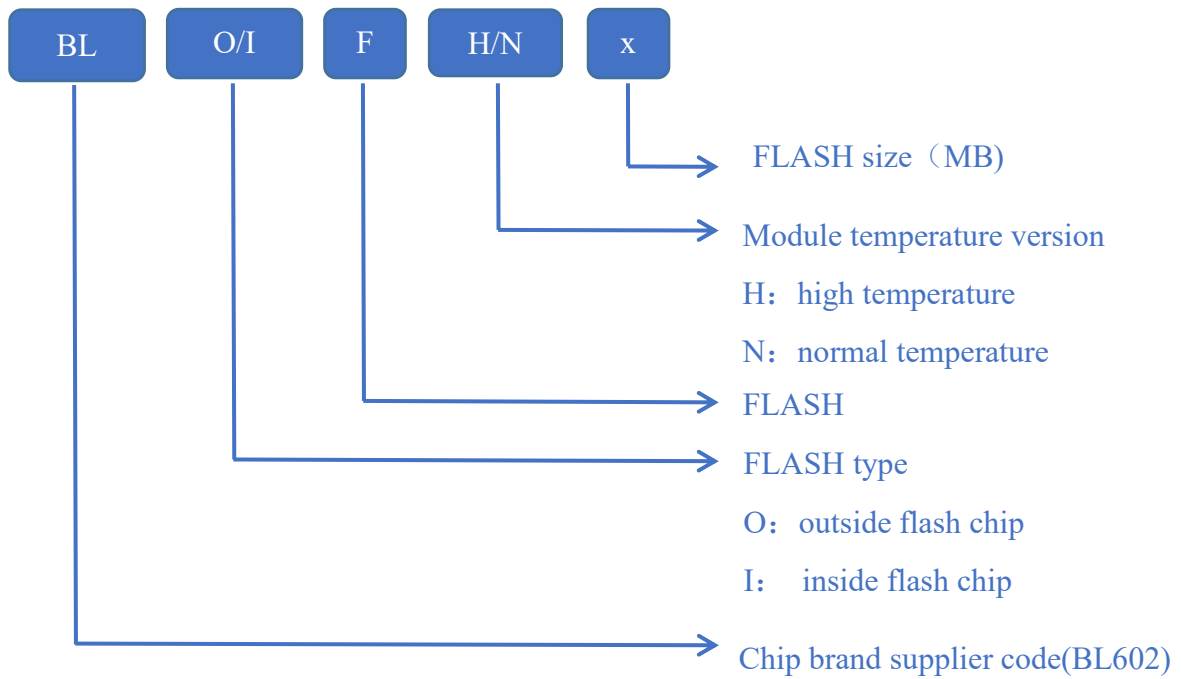 BL O/I F H/N x
FLASH size（MB)
Module temperature version
H：high temperature
N：normal temperature
FLASH
FLASH type
O：outside flash chip
I： inside flash chip
Chip brand supplier code(BL602)